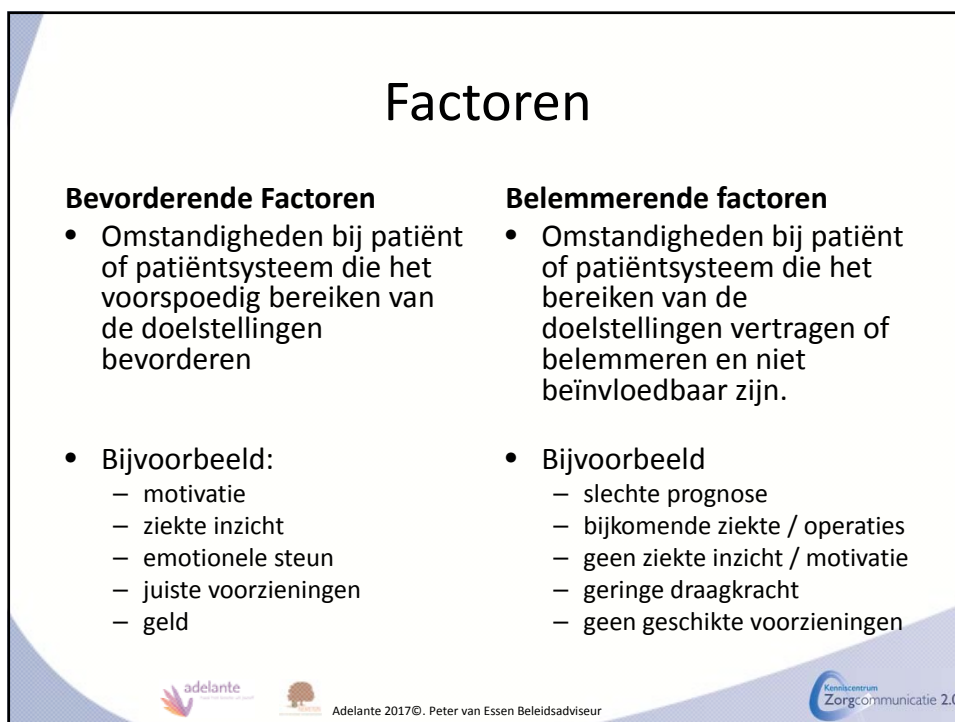 Factoren
Bevorderende Factoren
• Omstandigheden bij patiënt
of patiëntsysteem die het
voorspoedig bereiken van
de doelstellingen
bevorderen
• Bijvoorbeeld:
– motivatie
– ziekte inzicht
– emotionele steun
– juiste voorzieningen
– geld
Belemmerende factoren
• Omstandigheden bij patiënt
of patiëntsysteem die het
bereiken van de
doelstellingen vertragen of
belemmeren en niet
beïnvloedbaar zijn.
• Bijvoorbeeld
– slechte prognose
– bijkomende ziekte / operaties
– geen ziekte inzicht / motivatie
– geringe draagkracht
– geen geschikte voorzieningen
adelante
Adelante 2017©. Peter van Essen Beleidsadviseur
Kenniscentrum
Zorgcommunicatie 2.0